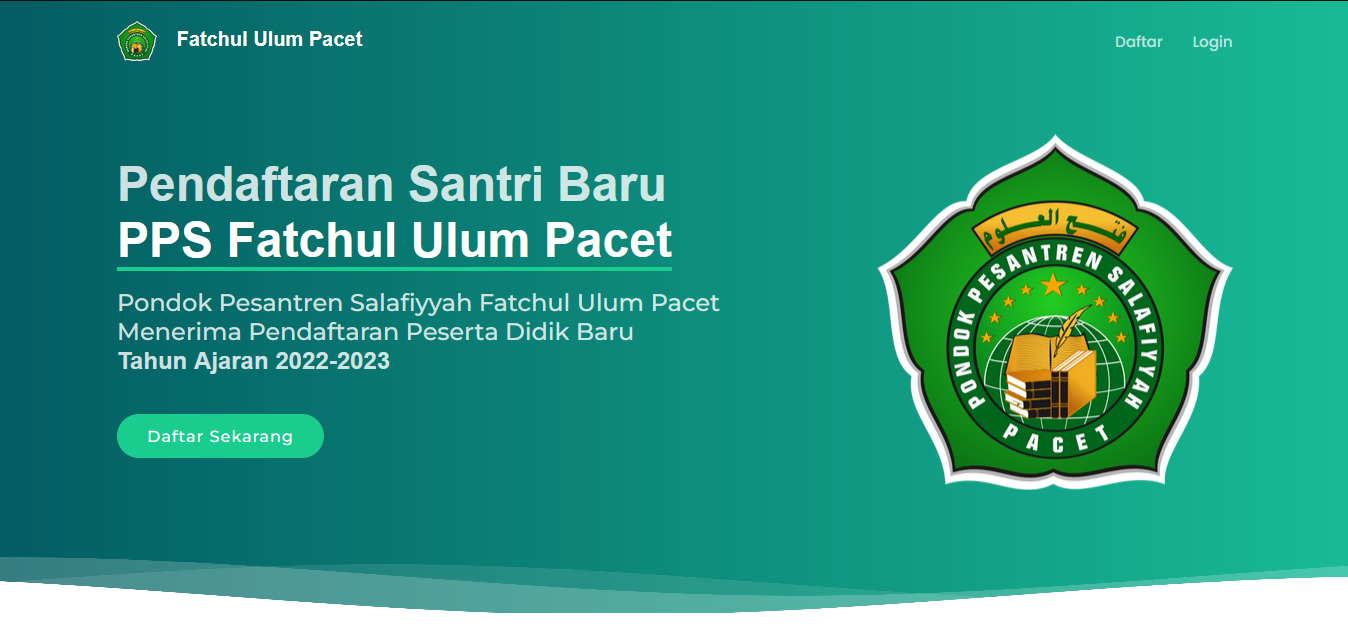 Fatchul Ulum Pacet
Daftar
Login
Pendaftaran Santri Baru
PPS Fatchul Ulum Pacet
Pondok Pesantren Salafiyyah Fatchul Ulum Pacet
Menerima Pendaftaran Peserta Didik Baru
Tahun Ajaran 2022-2023
Daftar Sekarang
فتح العلوم
PONDOK PESANTREN SALAFIYYAH
PACET